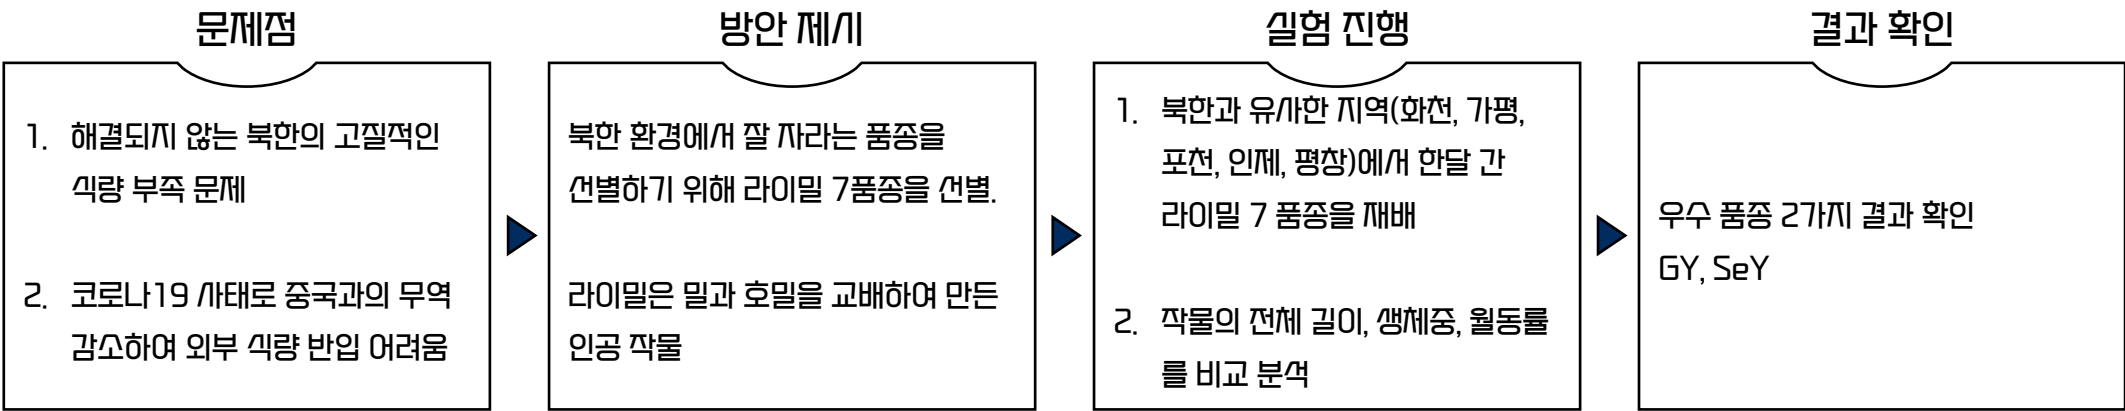 문제점
1. 해결되지 않는 북한의 고질적인
식량 부족 문제
2. 코로나19 사태로 중국과의 무역
감소하여 외부 식량 반입 어려움
방안 제시
북한 환경에서 잘 자라는 품종을
선별하기 위해 라이밀 7품종을 선별.
라이밀은 밀과 호밀을 교배하여 만든
인공 작물
실험 진행
1. 북한과 유사한 지역(화천, 가평,
포천, 인제, 평창)에서 한달 간
라이밀 7 품종을 재배
2. 작물의 전체 길이, 생체중, 월동률
를 비교 분석
결과 확인
우수 품종 2가지 결과 확인
GY, SeY